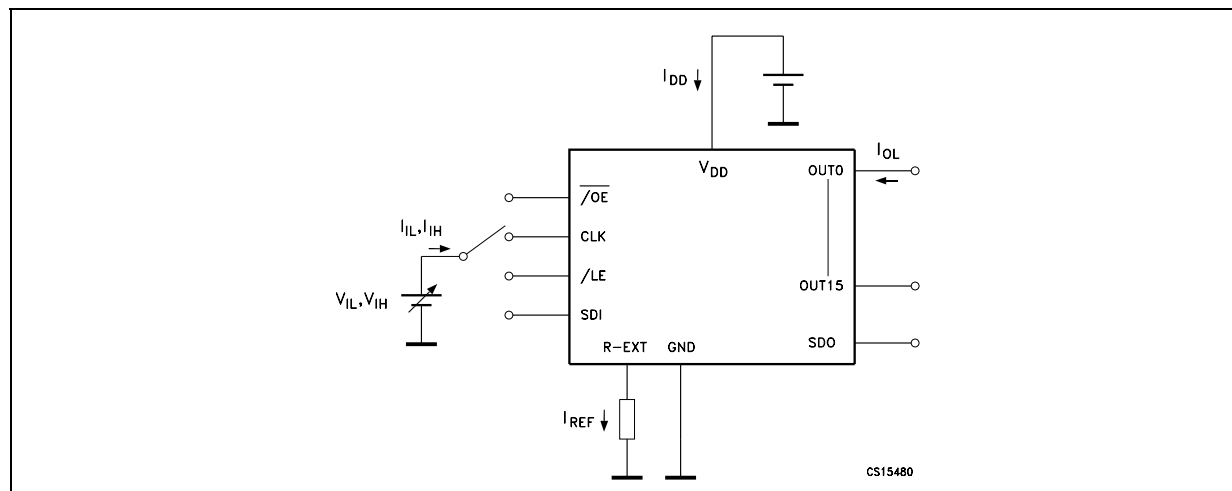 I_DD
V_DD
OUT0
I_OL
/OE
I_IL,I_IH
CLK
/LE
V_IL,V_IH
SDI
OUT15
SDO
R-EXT GND
I_REF
CS15480